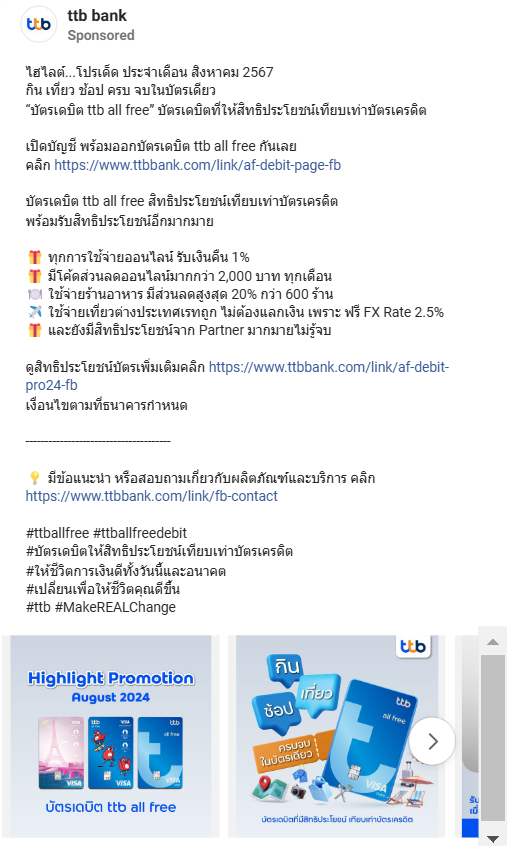 ttb
ttb bank
Sponsored
ไฮไลต์...โปรเด็ด ประจำเดือน สิงหาคม 2567
กิน เที่ยว ช้อป ครบ จบในบัตรเดียว
“บัตรเดบิต ttb all free” บัตรเดบิตที่ให้สิทธิประโยชน์เทียบเท่าบัตรเครดิต
เปิดบัญชี พร้อมออกบัตรเดบิต ttb all free กันเลย
คลิก https://www.ttbbank.com/link/af-debit-page-fb
บัตรเดบิต ttb all free สิทธิประโยชน์เทียบเท่าบัตรเครดิต
พร้อมรับสิทธิประโยชน์อีกมากมาย
🎁 ทุกการใช้จ่ายออนไลน์ รับเงินคืน 1%
🎁 มีโค้ดส่วนลดออนไลน์มากกว่า 2,000 บาท ทุกเดือน
🍽️ ใช้จ่ายร้านอาหาร มีส่วนลดสูงสุด 20% กว่า 600 ร้าน
✈️ ใช้จ่ายเที่ยวต่างประเทศเรทถูก ไม่ต้องแลกเงิน เพราะ ฟรี FX Rate 2.5%
🎁 และยังมีสิทธิประโยชน์จาก Partner มากมายไม่รู้จบ
ดูสิทธิประโยชน์บัตรเพิ่มเติมคลิก https://www.ttbbank.com/link/af-debit-
pro24-fb
เงื่อนไขตามที่ธนาคารกำหนด
--------------------------------------
💡 มีข้อแนะนำ หรือสอบถามเกี่ยวกับผลิตภัณฑ์และบริการ คลิก
https://www.ttbbank.com/link/fb-contact
#ttballfree #ttballfreedebit
#บัตรเดบิตให้สิทธิประโยชน์เทียบเท่าบัตรเครดิต
#ให้ชีวิตการเงินดีทั้งวันนี้และอนาคต
#เปลี่ยนเพื่อให้ชีวิตคุณดีขึ้น
#ttb #MakeREALChange
Highlight Promotion
August 2024
VISA
all free
VISA
บัตรเดบิต ttb all free
ttb
กิน
เที่ยว
ช้อป
ครบจบ
ในบัตรเดียว
ttb
all free
VISA
บัตรเดบิตที่มีสิทธิประโยชน์ เทียบเท่าบัตรเครดิต